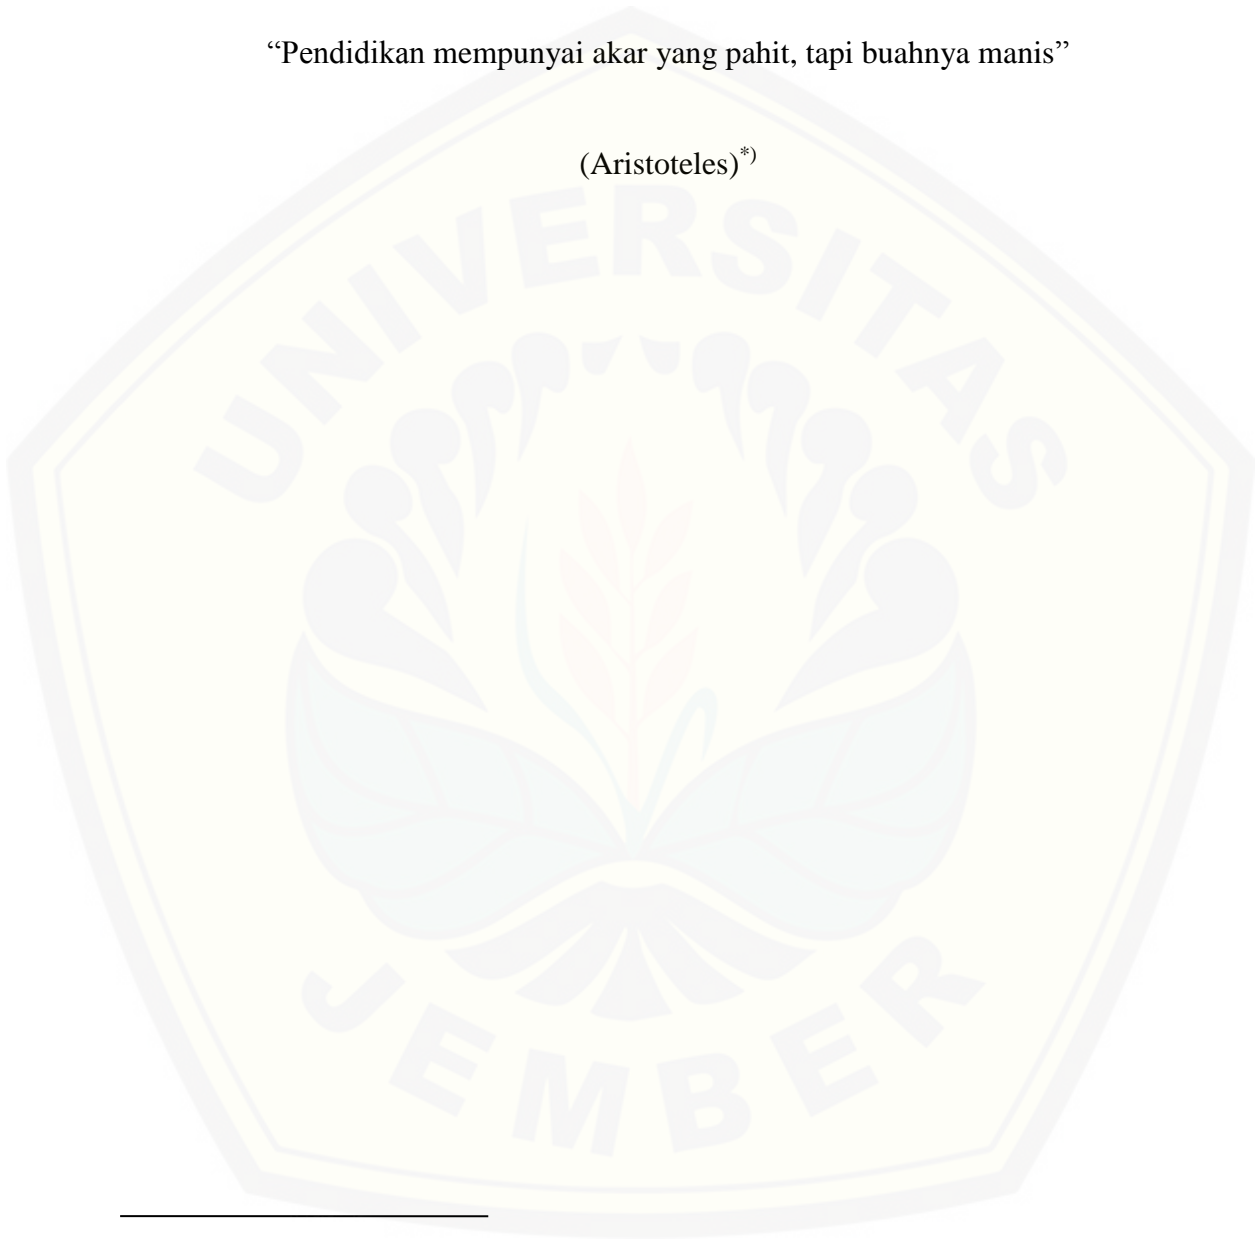 “Pendidikan mempunyai akar yang pahit, tapi buahnya manis”
(Aristoteles)*)
UNIVERSITAS
JEMBER